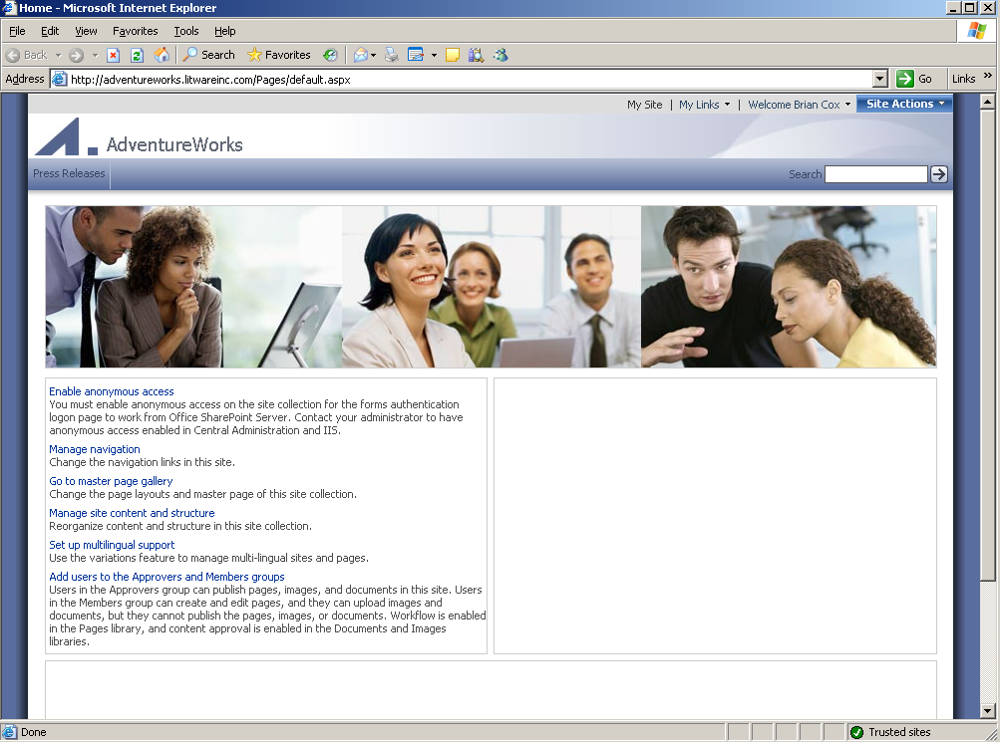 Home - Microsoft Internet Explorer
File Edit View Favorites Tools Help
Back Search Favorites
Address http://adventureworks.litwareinc.com/Pages/default.aspx Go Links »
My Site | My Links | Welcome Brian Cox Site Actions
AdventureWorks
Press Releases Search
Enable anonymous access
You must enable anonymous access on the site collection for the forms authentication
logon page to work from Office SharePoint Server. Contact your administrator to have
anonymous access enabled in Central Administration and IIS.
Manage navigation
Change the navigation links in this site.
Go to master page gallery
Change the page layouts and master page of this site collection.
Manage site content and structure
Reorganize content and structure in this site collection.
Set up multilingual support
Use the variations feature to manage multi-lingual sites and pages.
Add users to the Approvers and Members groups
Users in the Approvers group can publish pages, images, and documents in this site. Users
in the Members group can create and edit pages, and they can upload images and
documents, but they cannot publish the pages, images, or documents. Workflow is enabled
in the Pages library, and content approval is enabled in the Documents and Images
libraries.
Done Trusted sites